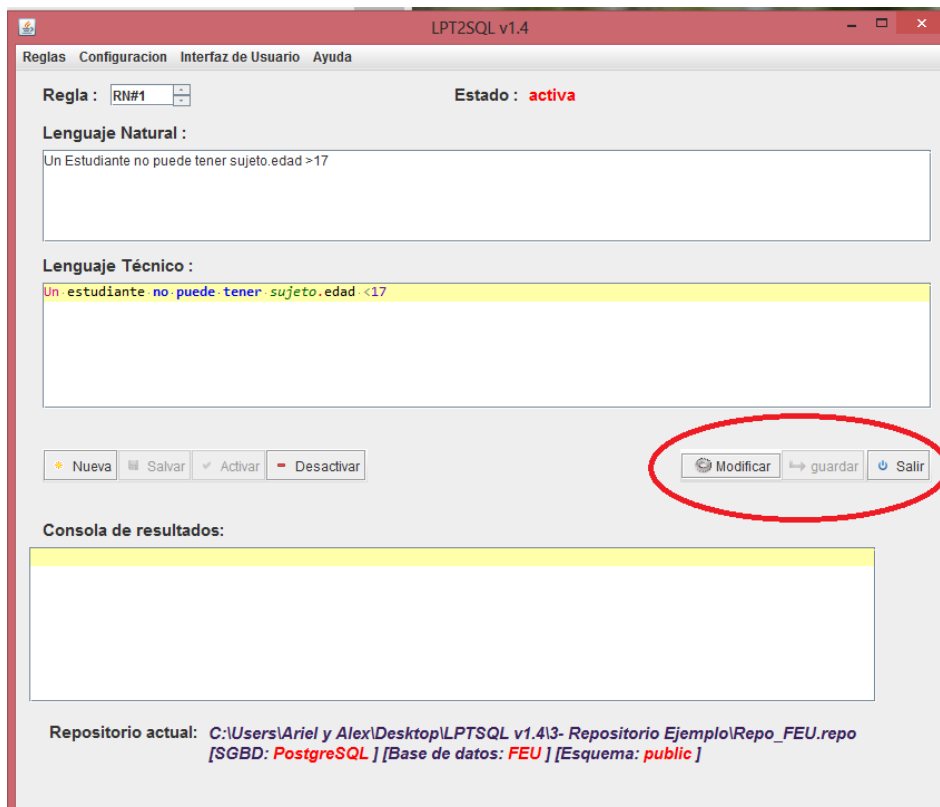 LPT2SQL v1.4
Reglas Configuracion Interfaz de Usuario Ayuda
Regla : RN#1 Estado : activa
Lenguaje Natural :
Un Estudiante no puede tener sujeto.edad >17
Lenguaje Técnico :
Un estudiante no puede tener sujeto.edad <17
Nueva Salvar Activar Desactivar Modificar guardar Salir
Consola de resultados:
Repositorio actual: C:\Users\Ariel y Alex\Desktop\LPTSQL v1.4\3- Repositorio Ejemplo\Repo_FEU.repo
[SGBD: PostgreSQL ] [Base de datos: FEU ] [Esquema: public ]